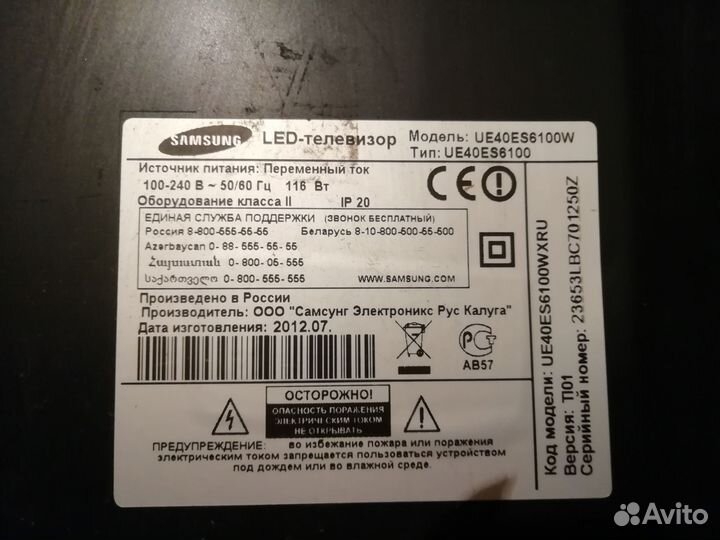 SAMSUNG LED-телевизор Модель: UE40ES6100W
Тип: UE40ES6100
Источник питания: Переменный ток
100-240 В ~ 50/60 Гц 116 Вт
Оборудование класса II IP 20
ЕДИНАЯ СЛУЖБА ПОДДЕРЖКИ (ЗВОНОК БЕСПЛАТНЫЙ)
Россия 8-800-555-55-55 Беларусь 8-10-800-500-55-500
Azərbaycan 0-88-555-55-55
Հայաստան 0-800-05-555
საქართველო 0-800-555-555
WWW.SAMSUNG.COM
Произведено в России
Производитель: ООО "Самсунг Электроникс Рус Калуга"
Дата изготовления: 2012.07.
CE
РС
АВ57
ОСТОРОЖНО!
ОПАСНОСТЬ ПОРАЖЕНИЯ
ЭЛЕКТРИЧЕСКИМ ТОКОМ
НЕ ОТКРЫВАТЬ!
ПРЕДУПРЕЖДЕНИЕ: во избежание пожара или поражения
электрическим током запрещается пользоваться устройством
под дождем или во влажной среде.
Код модели: UE40ES6100WXRU
Версия: TI01
Серийный номер: 23653LBC701250Z
Avito